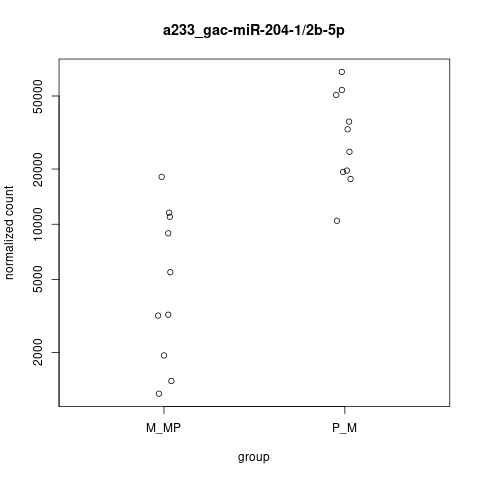 a233_gac-miR-204-1/2b-5p
normalized count
50000
20000
10000
5000
2000
M_MP
P_M
group